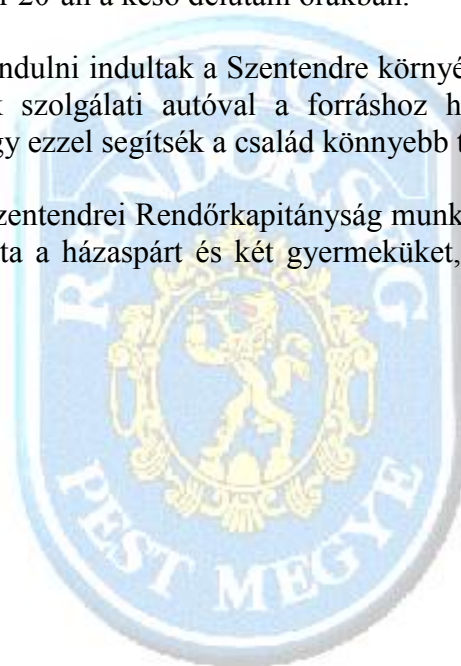 20-án a késő délutáni órákban.
ndulni indultak a Szentendre környé
k szolgálati autóval a forráshoz h
gy ezzel segítsék a család könnyebb t
zentendrei Rendőrkapitányság munk
ta a házaspárt és két gyermeküket,
RENDŐRSÉG
PEST MEGYE